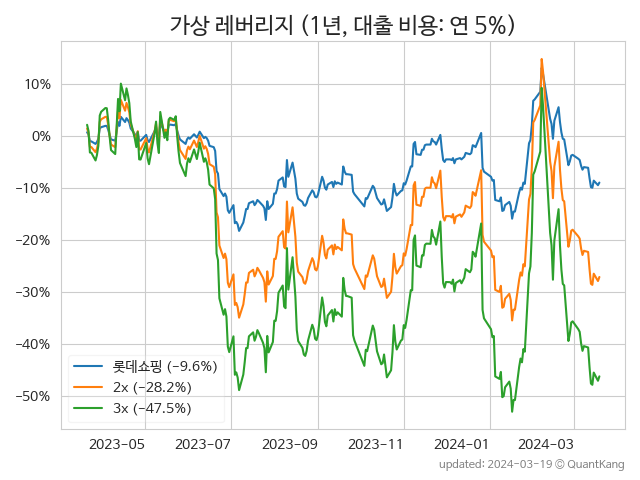 가상 레버리지 (1년, 대출 비용: 연 5%)
10%
0%
−10%
−20%
−30%
−40%
−50%
롯데쇼핑 (−9.6%)
2x (−28.2%)
3x (−47.5%)
2023-05 2023-07 2023-09 2023-11 2024-01 2024-03
updated: 2024-03-19 © QuantKang